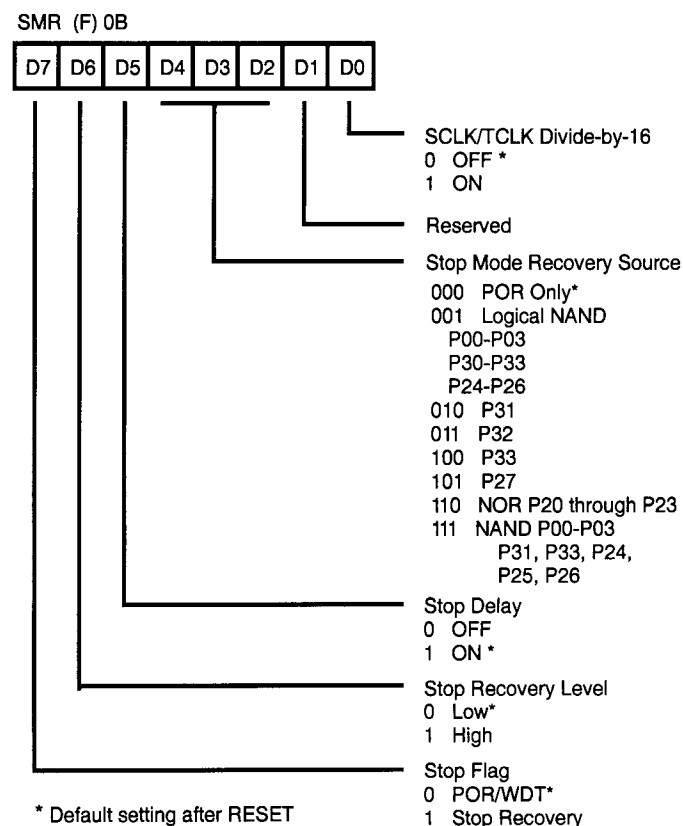 SMR (F) 0B
D7 D6 D5 D4 D3 D2 D1 D0
SCLK/TCLK Divide-by-16
0 OFF *
1 ON
Reserved
Stop Mode Recovery Source
000 POR Only*
001 Logical NAND
P00-P03
P30-P33
P24-P26
010 P31
011 P32
100 P33
101 P27
110 NOR P20 through P23
111 NAND P00-P03
P31, P33, P24,
P25, P26
Stop Delay
0 OFF
1 ON *
Stop Recovery Level
0 Low*
1 High
Stop Flag
0 POR/WDT*
1 Stop Recovery
* Default setting after RESET